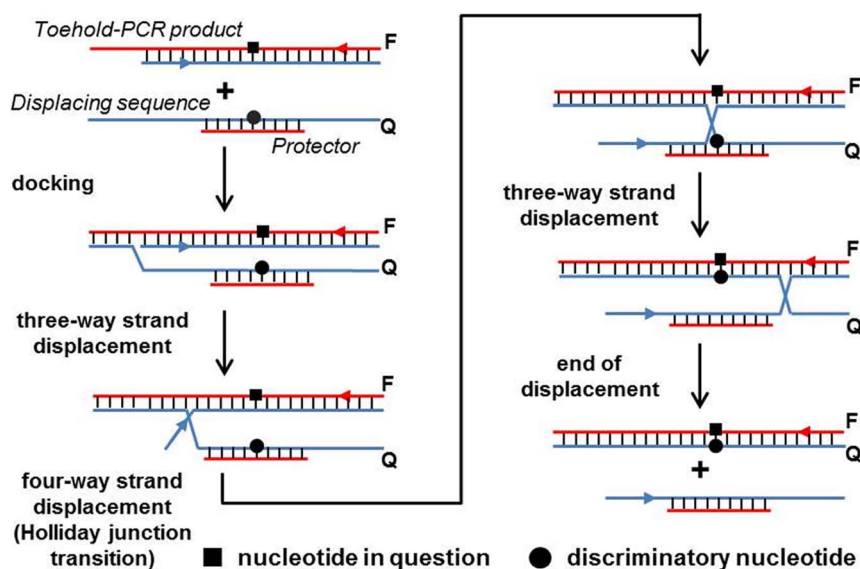 Toehold-PCR product
F
+
Displacing sequence
Q
Protector
docking
F
Q
three-way strand
displacement
F
Q
four-way strand
displacement
(Holliday junction
transition)
F
Q
three-way strand
displacement
F
Q
end of
displacement
F
Q
+
nucleotide in question
discriminatory nucleotide